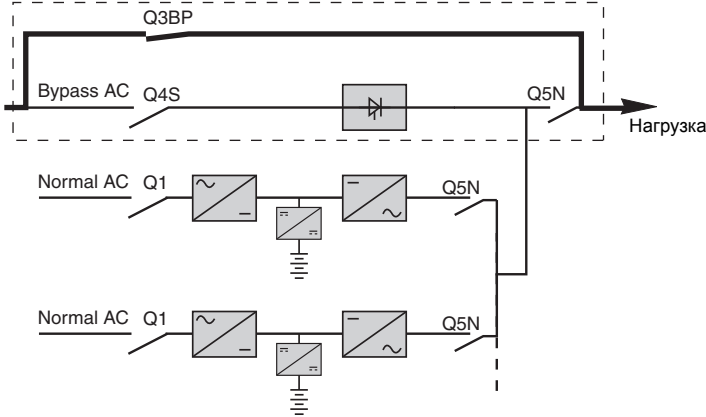 Q3BP
Bypass AC Q4S Q5N
Нагрузка
Normal AC Q1 Q5N
Normal AC Q1 Q5N